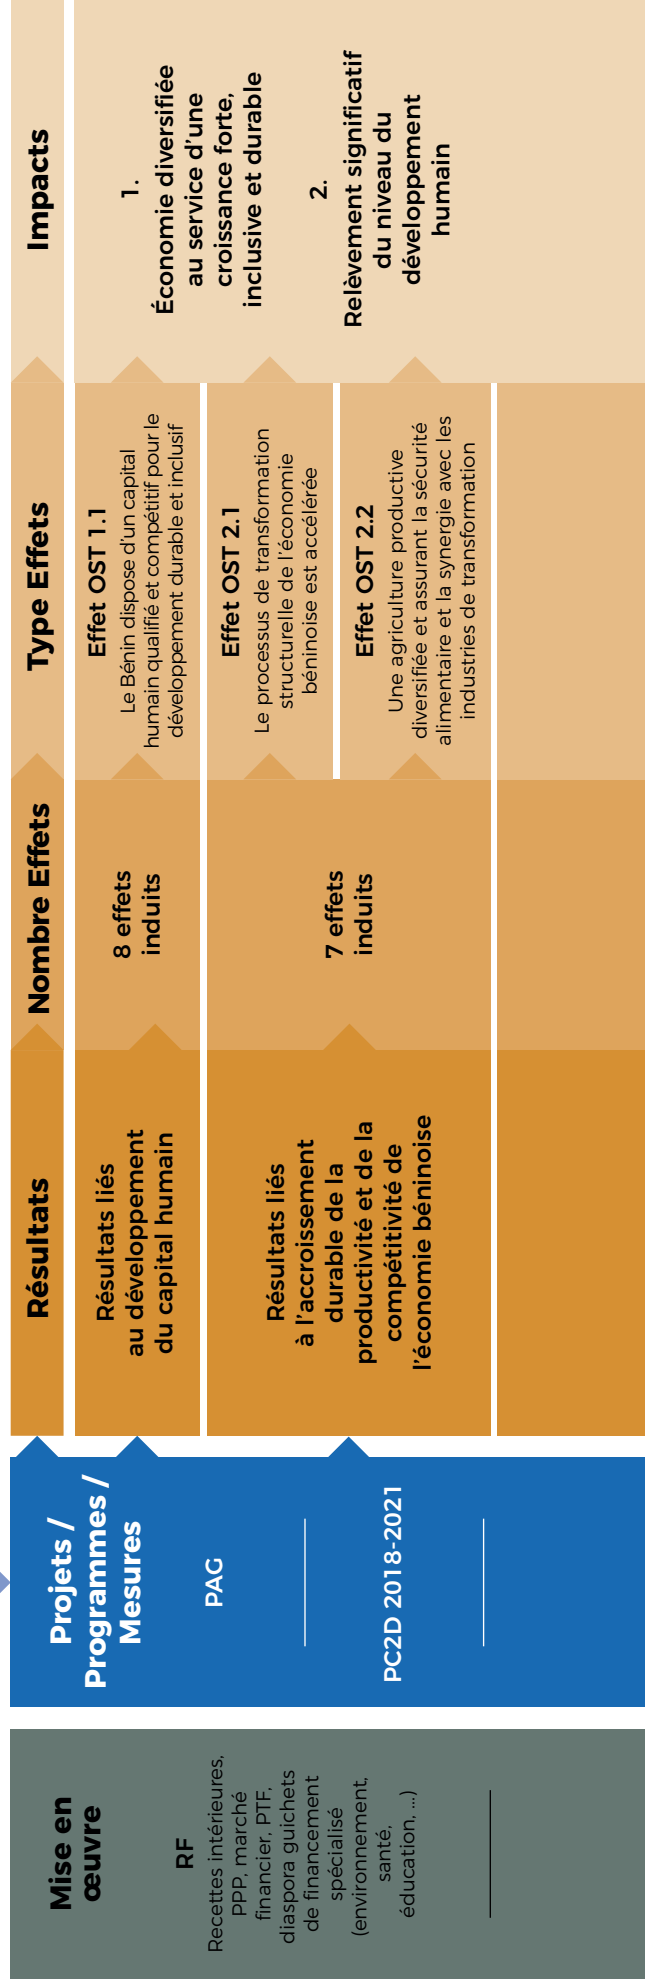 Mise en
œuvre
RF
Recettes intérieures,
PPP, marché
financier, PTF,
diaspora guichets
de financement
spécialisé
(environnement,
santé,
éducation, ...)
Projets /
Programmes /
Mesures
PAG
PC2D 2018-2021
Résultats
Résultats liés
au développement
du capital humain
Résultats liés
à l'accroissement
durable de la
productivité et de la
compétitivité de
l'économie béninoise
Nombre Effets
8 effets
induits
7 effets
induits
Type Effets
Effet OST 1.1
Le Bénin dispose d'un capital
humain qualifié et compétitif pour le
développement durable et inclusif
Effet OST 2.1
Le processus de transformation
structurelle de l'économie
béninoise est accélérée
Effet OST 2.2
Une agriculture productive
diversifiée et assurant la sécurité
alimentaire et la synergie avec les
industries de transformation
Impacts
1.
Économie diversifiée
au service d'une
croissance forte,
inclusive et durable
2.
Relèvement significatif
du niveau du
développement
humain